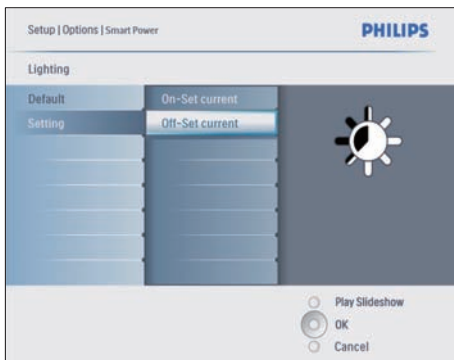 Setup | Options | Smart Power
PHILIPS
Lighting
Default
On-Set current
Setting
Off-Set current
Play Slideshow
OK
Cancel